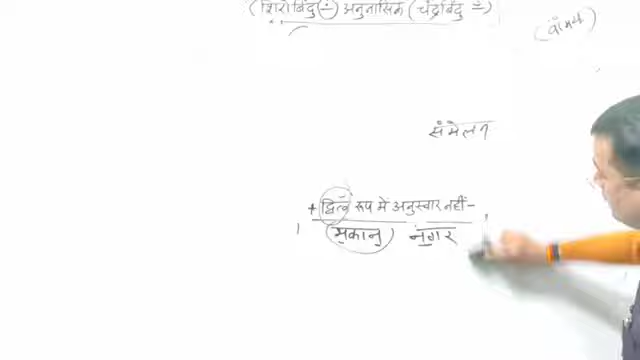 (शिरोबिंदु ÷) अनुनासिक (चंद्रबिंदु ँ)
संमेलन
+ द्वित्व रूप में अनुस्वार नहीं -
मकान नगर